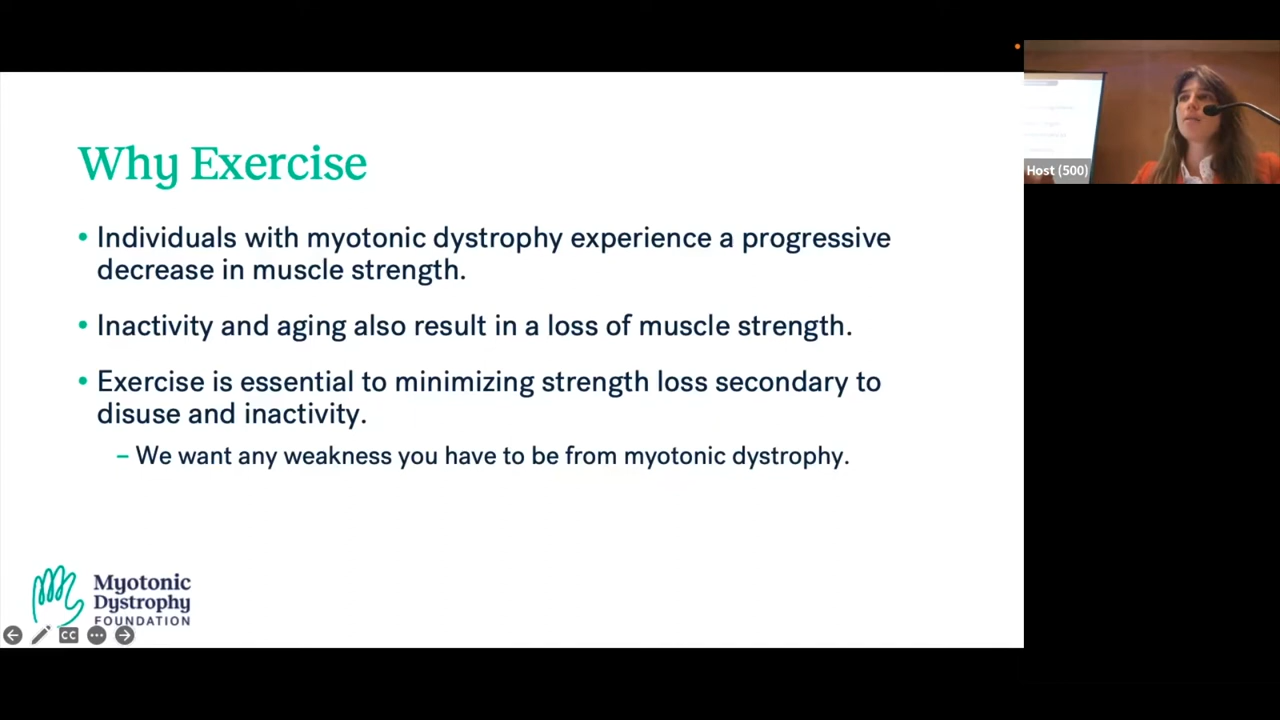 Why Exercise
• Individuals with myotonic dystrophy experience a progressive
decrease in muscle strength.
• Inactivity and aging also result in a loss of muscle strength.
• Exercise is essential to minimizing strength loss secondary to
disuse and inactivity.
– We want any weakness you have to be from myotonic dystrophy.
Myotonic
Dystrophy
FOUNDATION
CC
Host (500)